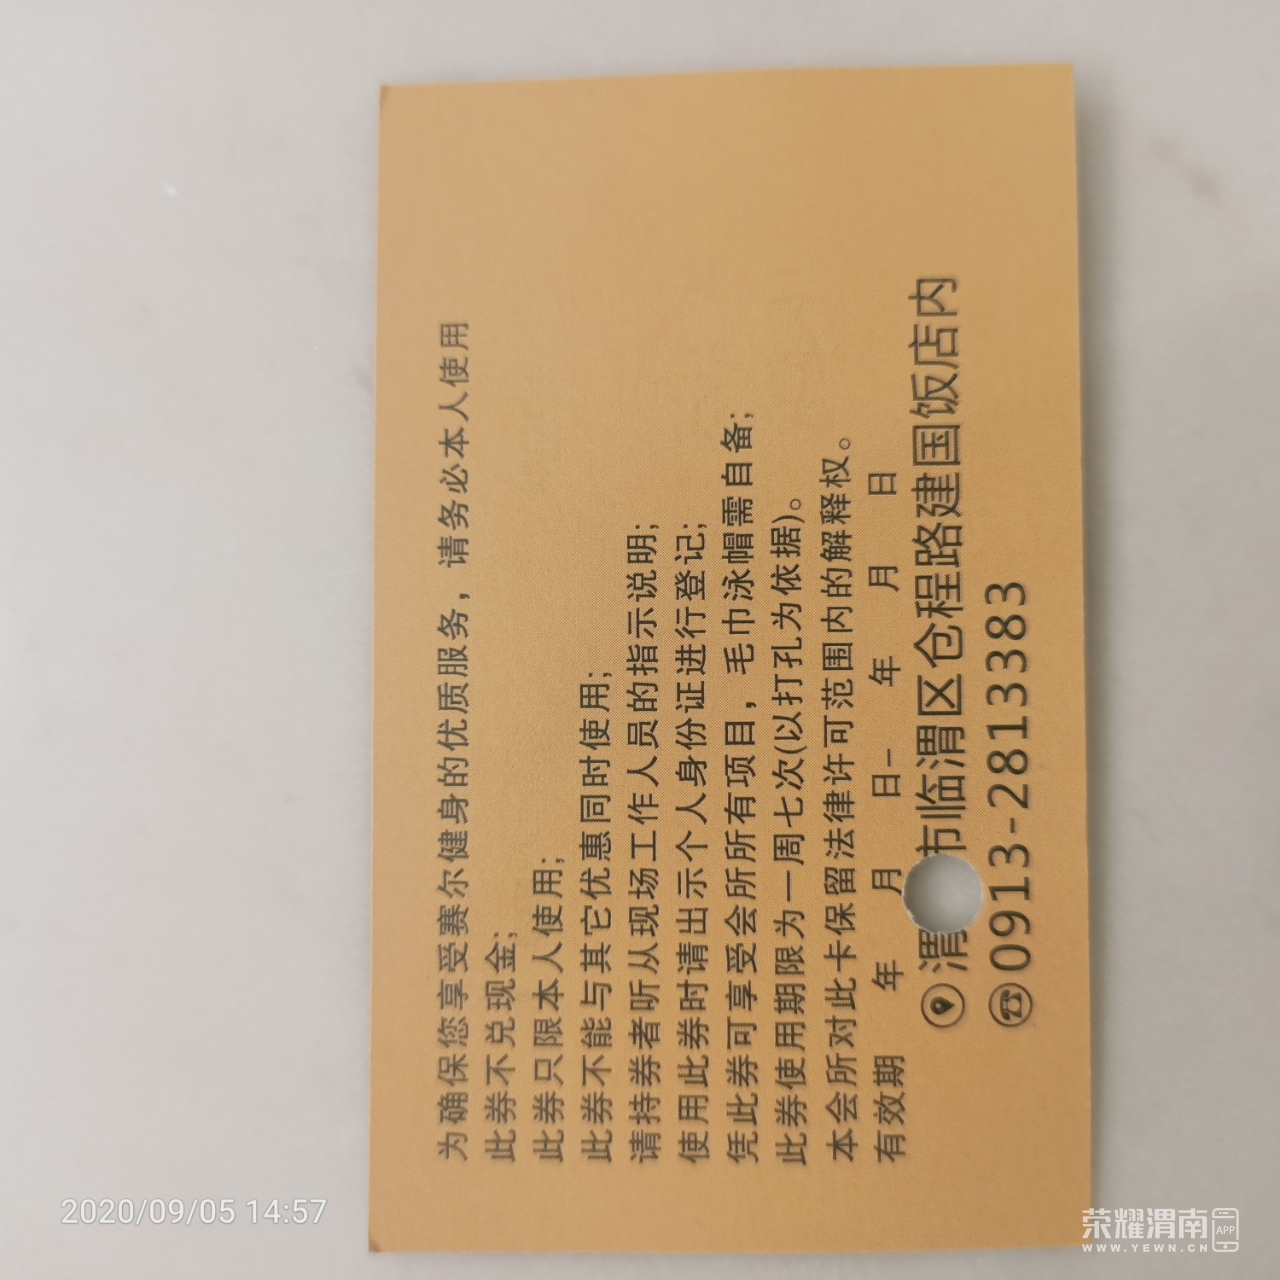 为确保您享受赛尔健身的优质服务，请务必本人使用
此券不兑现金；
此券只限本人使用；
此券不能与其它优惠同时使用；
请持券者听从现场工作人员的指示说明；
使用此券时请出示个人身份证进行登记；
凭此券可享受会所所有项目，毛巾泳帽需自备；
此券使用期限为一周七次(以打孔为依据)。
本会所对此卡保留法律许可范围内的解释权。
有效期 年 月 日- 年 月 日
渭 市临渭区仓程路建国饭店内
0913-2813383
2020/09/05 14:57
荣耀渭南 APP
WWW.YEWN.CN